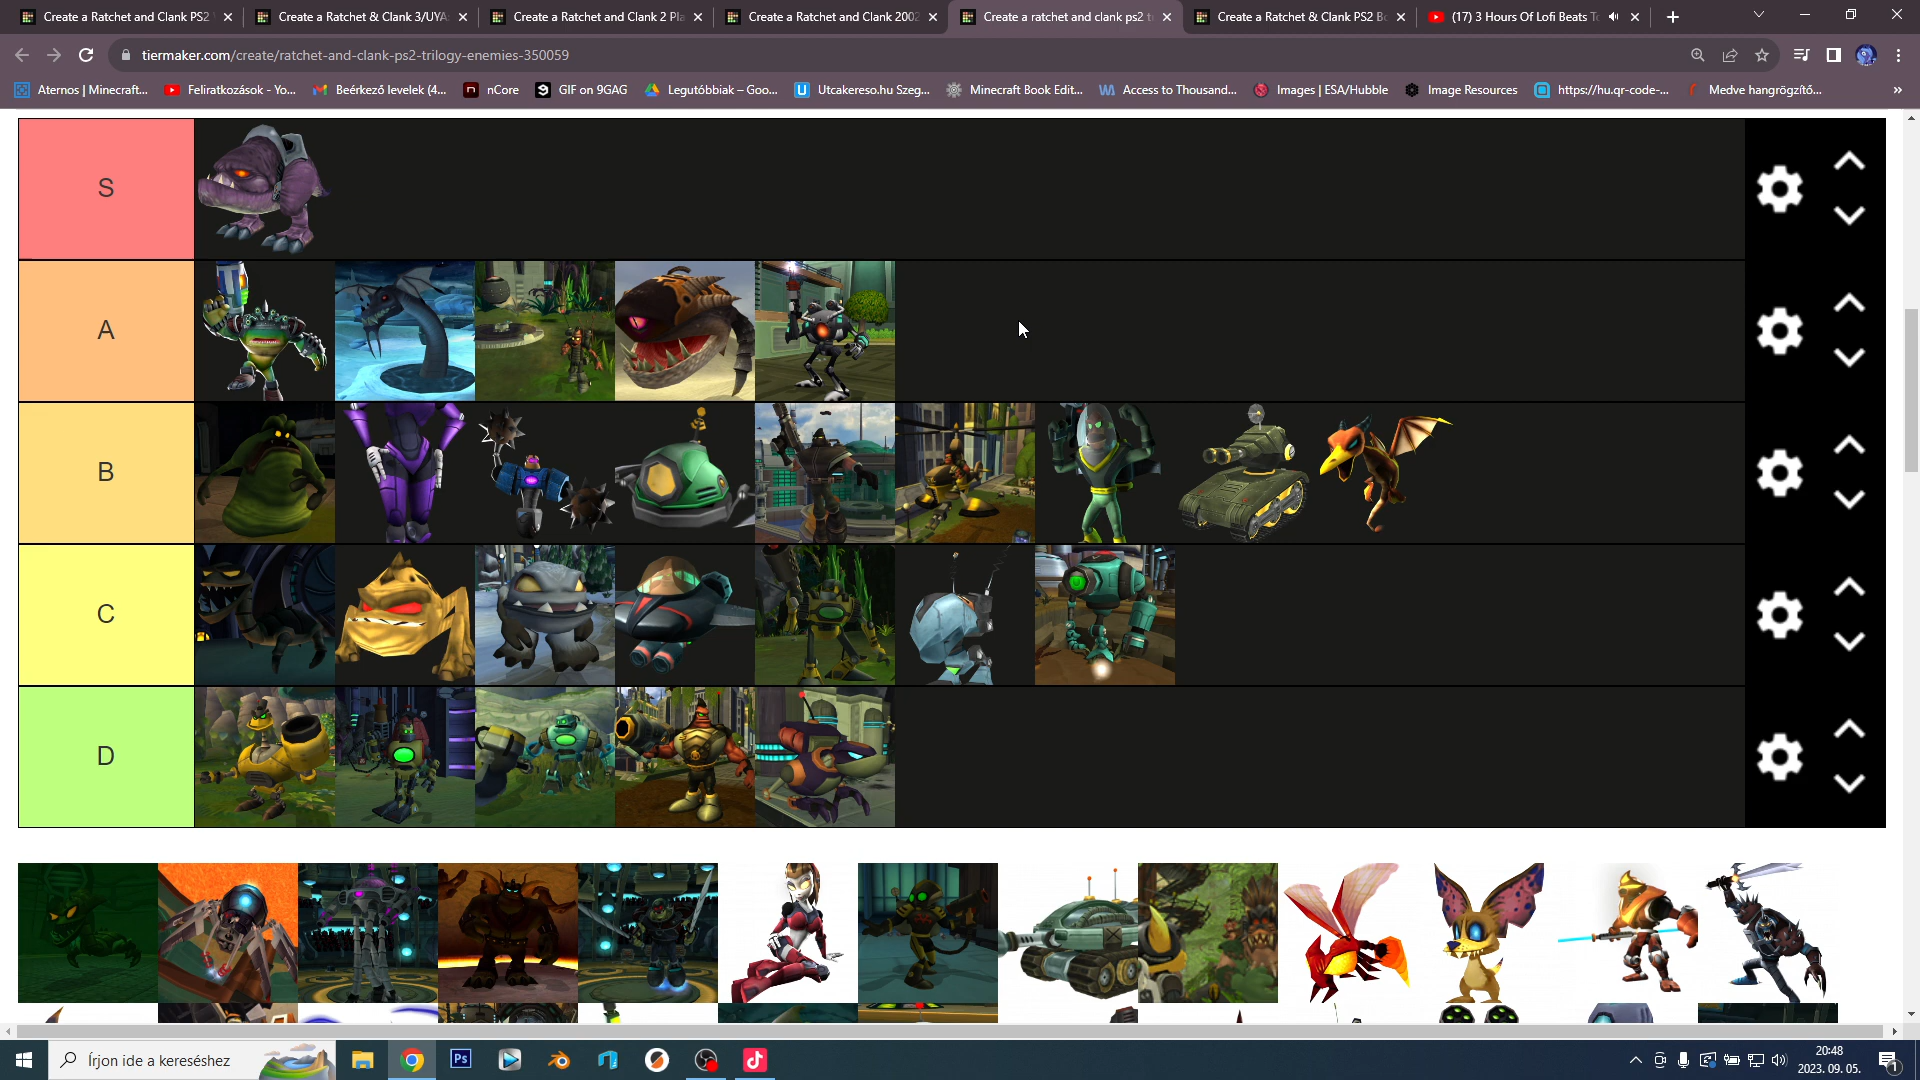 Create a Ratchet and Clank PS2
Create a Ratchet & Clank 3/UYA
Create a Ratchet and Clank 2 Pla
Create a Ratchet and Clank 2002
Create a ratchet and clank ps2 t
Create a Ratchet & Clank PS2 Bo
(17) 3 Hours Of Lofi Beats To
tiermaker.com/create/ratchet-and-clank-ps2-trilogy-enemies-350059
Aternos | Minecraft...
Feliratkozások - Yo...
Beérkező levelek (4...
nCore
GIF on 9GAG
Legutóbbiak – Goo...
Utcakereso.hu Szeg...
Minecraft Book Edit...
Access to Thousand...
Images | ESA/Hubble
Image Resources
https://hu.qr-code-...
Medve hangrögzítő...
S
A
B
C
D
Írjon ide a kereséshez
Ps
20:48
2023. 09. 05.
1